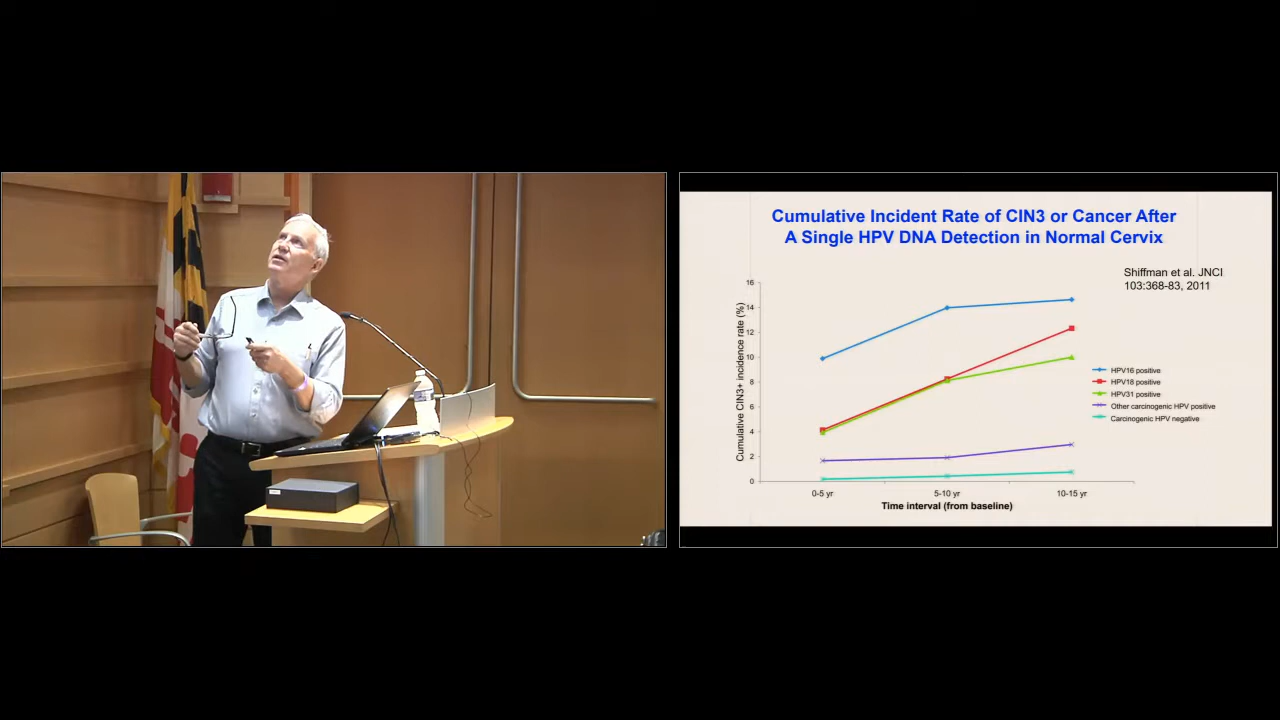 Cumulative Incident Rate of CIN3 or Cancer After
A Single HPV DNA Detection in Normal Cervix
Shiffman et al. JNCI
103:368-83, 2011
Cumulative CIN3+ incidence rate (%)
16
14
12
10
8
6
4
2
0
0-5 yr
5-10 yr
10-15 yr
Time interval (from baseline)
HPV16 positive
HPV18 positive
HPV31 positive
Other carcinogenic HPV positive
Carcinogenic HPV negative